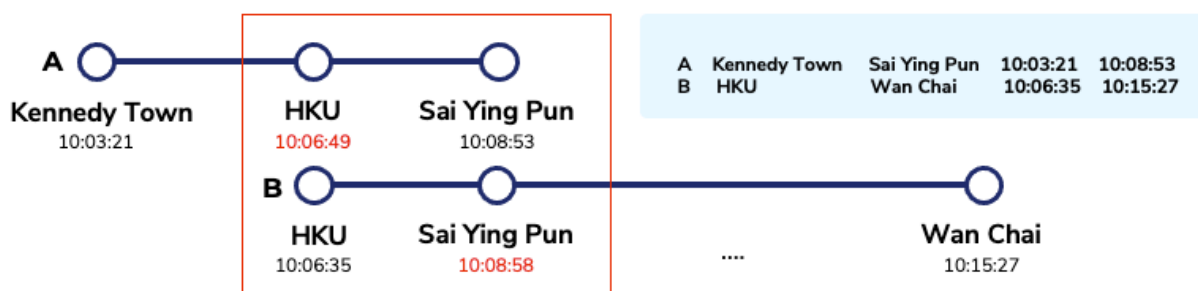 A
Kennedy Town
10:03:21
HKU
10:06:49
Sai Ying Pun
10:08:53
A Kennedy Town Sai Ying Pun 10:03:21 10:08:53
B HKU Wan Chai 10:06:35 10:15:27
B
HKU
10:06:35
Sai Ying Pun
10:08:58
....
Wan Chai
10:15:27